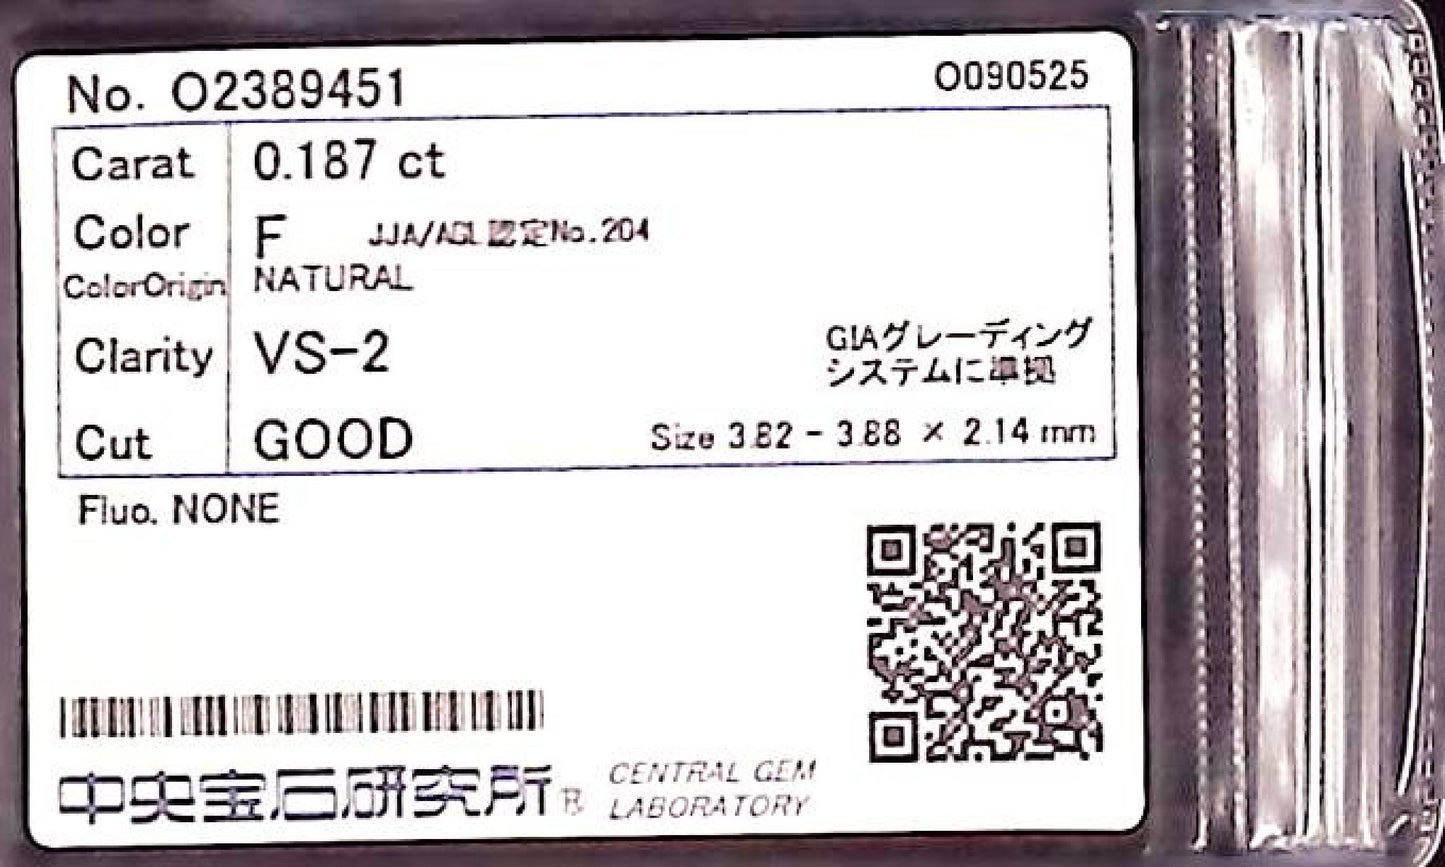 No. O2389451 O090525
Carat 0.187 ct
Color F JJA/AGL認定No.204
ColorOrigin NATURAL
Clarity VS-2 GIAグレーディング
システムに準拠
Cut GOOD Size 3.82 - 3.88 × 2.14 mm
Fluo. NONE
中央宝石研究所® CENTRAL GEM
LABORATORY